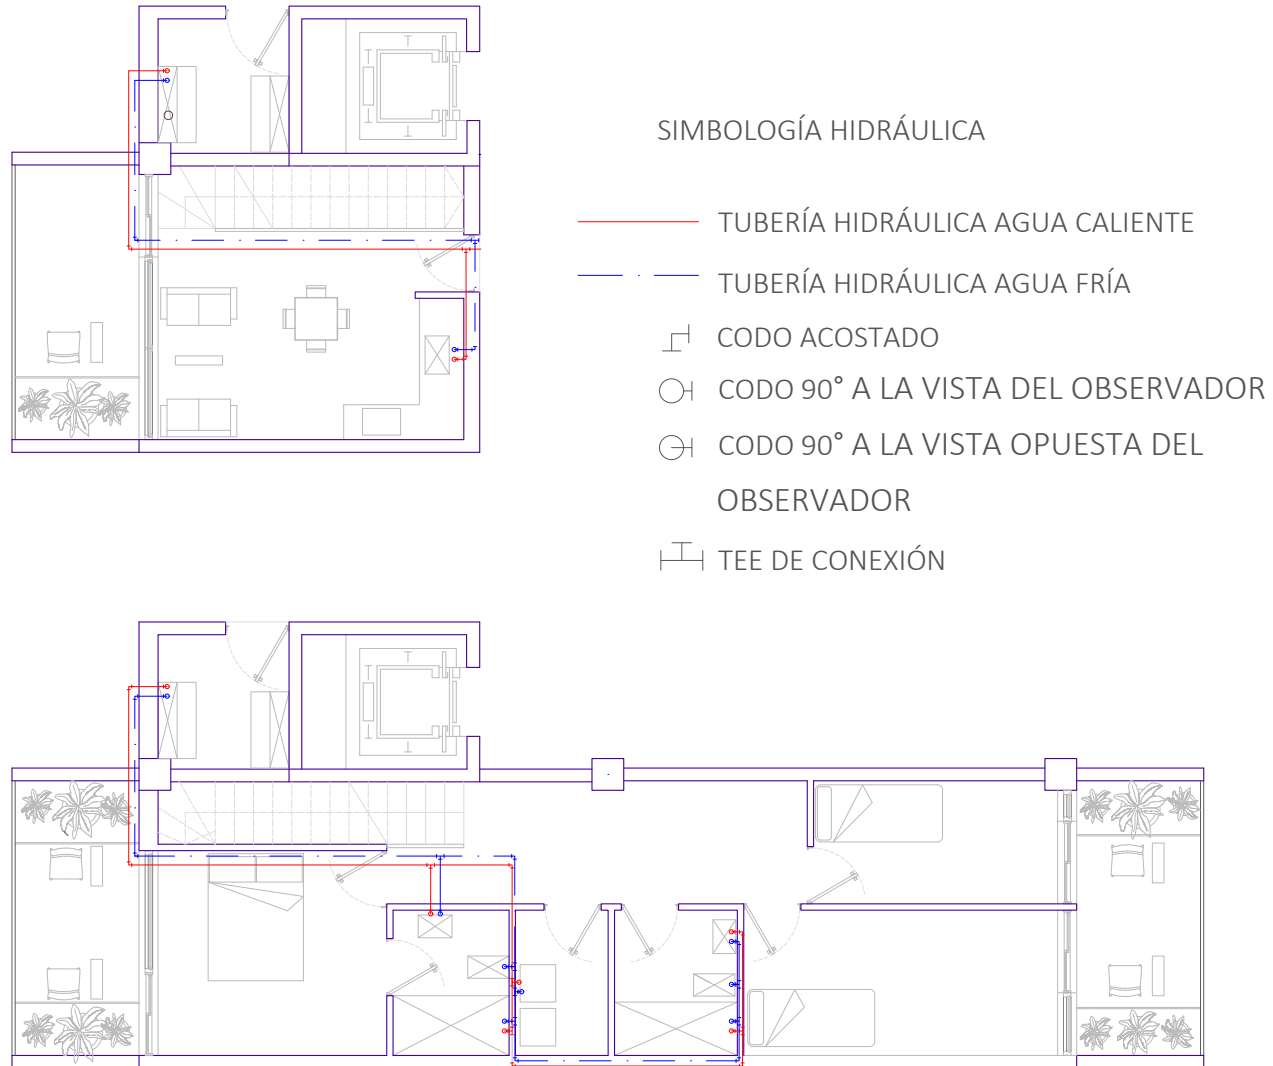 SIMBOLOGÍA HIDRÁULICA
TUBERÍA HIDRÁULICA AGUA CALIENTE
TUBERÍA HIDRÁULICA AGUA FRÍA
CODO ACOSTADO
CODO 90° A LA VISTA DEL OBSERVADOR
CODO 90° A LA VISTA OPUESTA DEL
OBSERVADOR
TEE DE CONEXIÓN